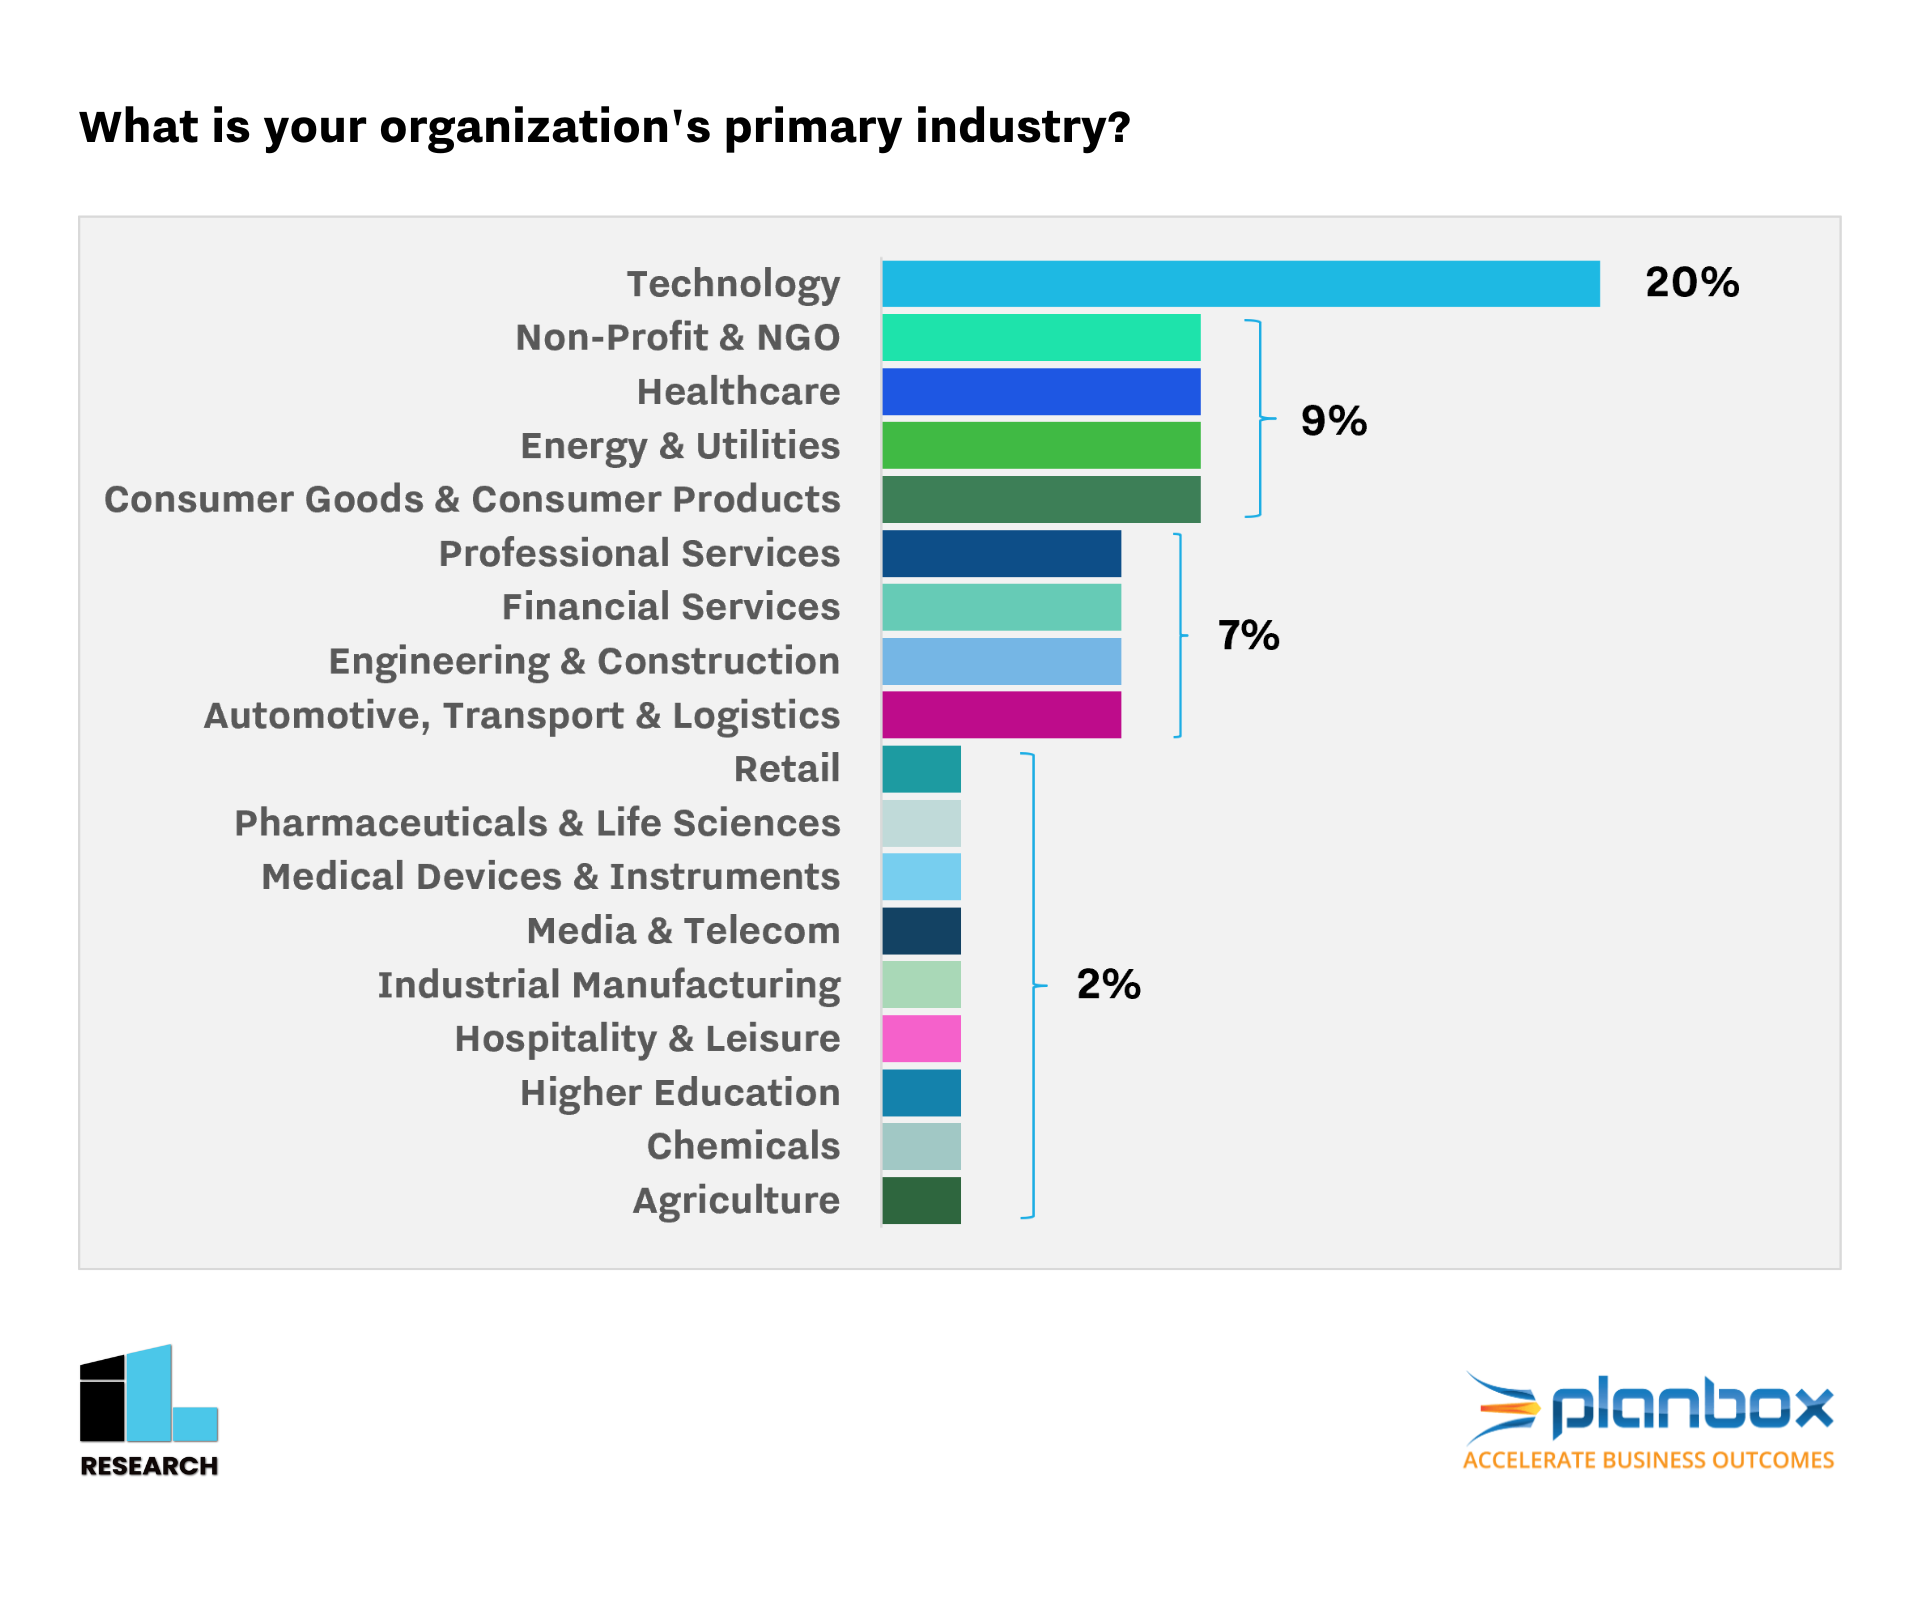 What is your organization's primary industry?
Technology
20%
Non-Profit & NGO
Healthcare
Energy & Utilities
Consumer Goods & Consumer Products
9%
Professional Services
Financial Services
Engineering & Construction
Automotive, Transport & Logistics
7%
Retail
Pharmaceuticals & Life Sciences
Medical Devices & Instruments
Media & Telecom
Industrial Manufacturing
Hospitality & Leisure
Higher Education
Chemicals
Agriculture
2%
RESEARCH
planbox
ACCELERATE BUSINESS OUTCOMES